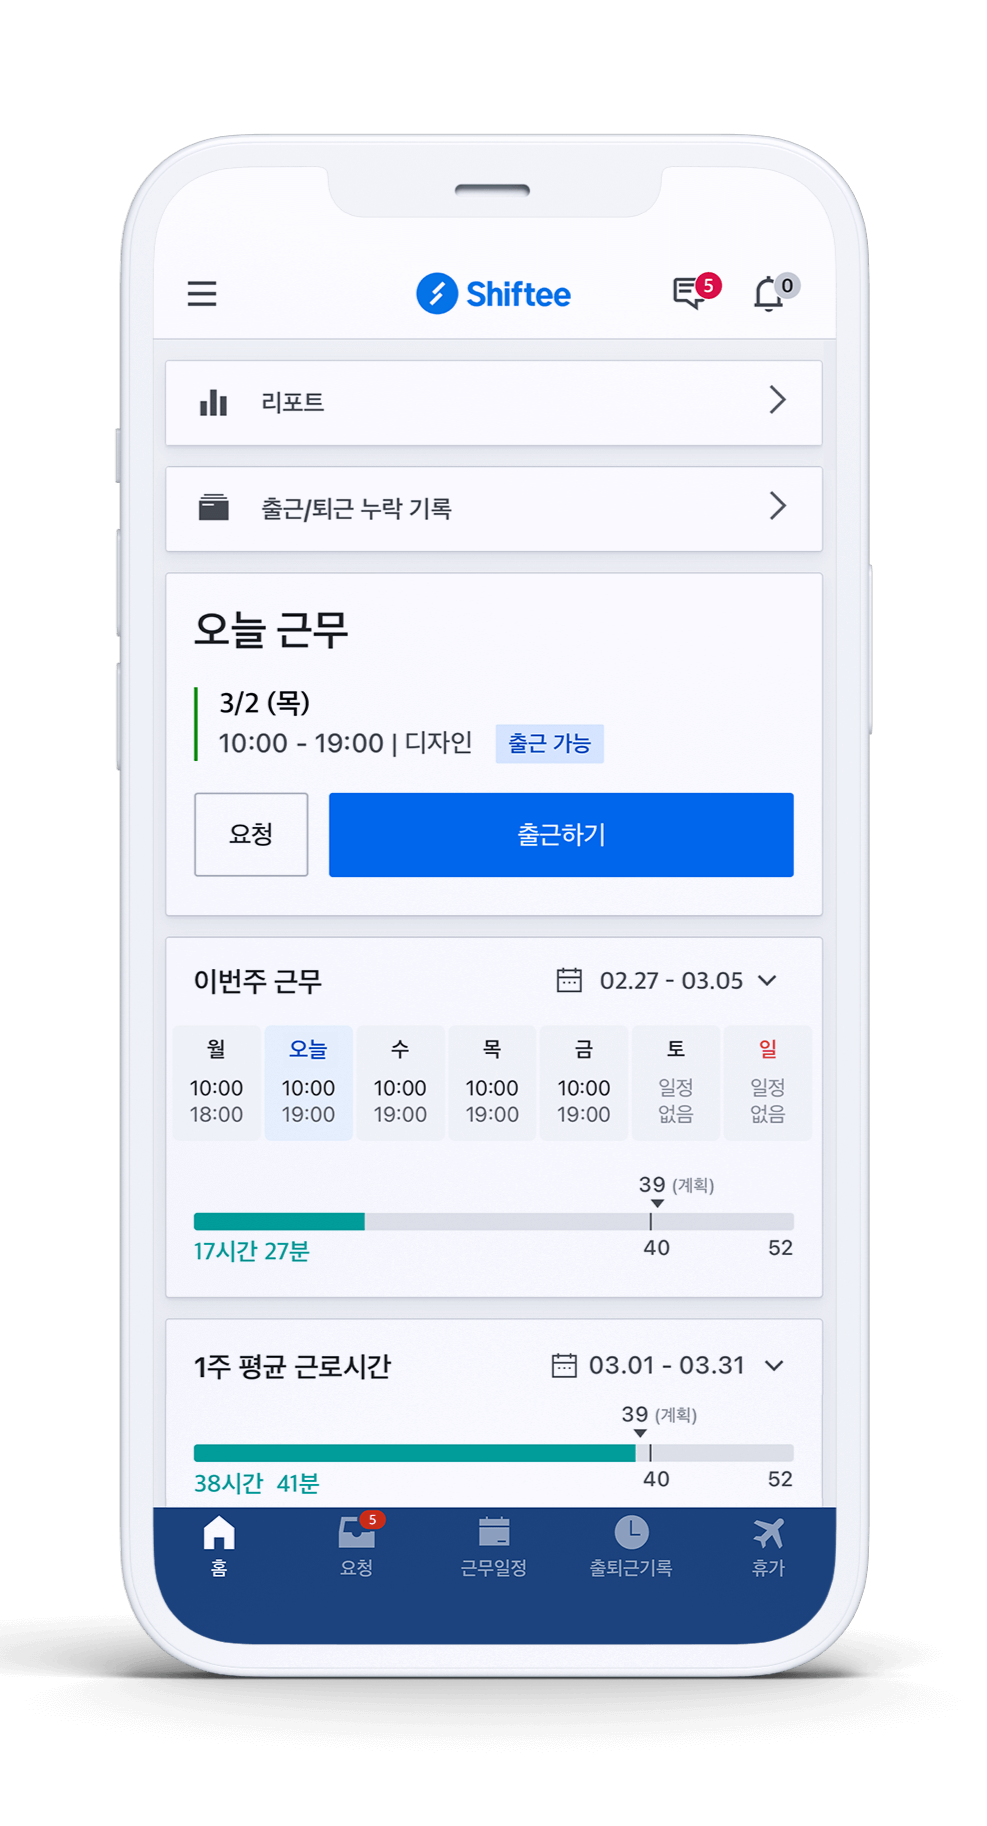 Shiftee
5
0
리포트
출근/퇴근 누락 기록
오늘 근무
3/2 (목)
10:00 - 19:00 | 디자인 출근 가능
요청 출근하기
이번주 근무 02.27 - 03.05
월 오늘 수 목 금 토 일
10:00 10:00 10:00 10:00 10:00 일정 일정
18:00 19:00 19:00 19:00 19:00 없음 없음
39 (계획)
40 52
17시간 27분
1주 평균 근로시간 03.01 - 03.31
39 (계획)
40 52
38시간 41분
5
홈 요청 근무일정 출퇴근기록 휴가